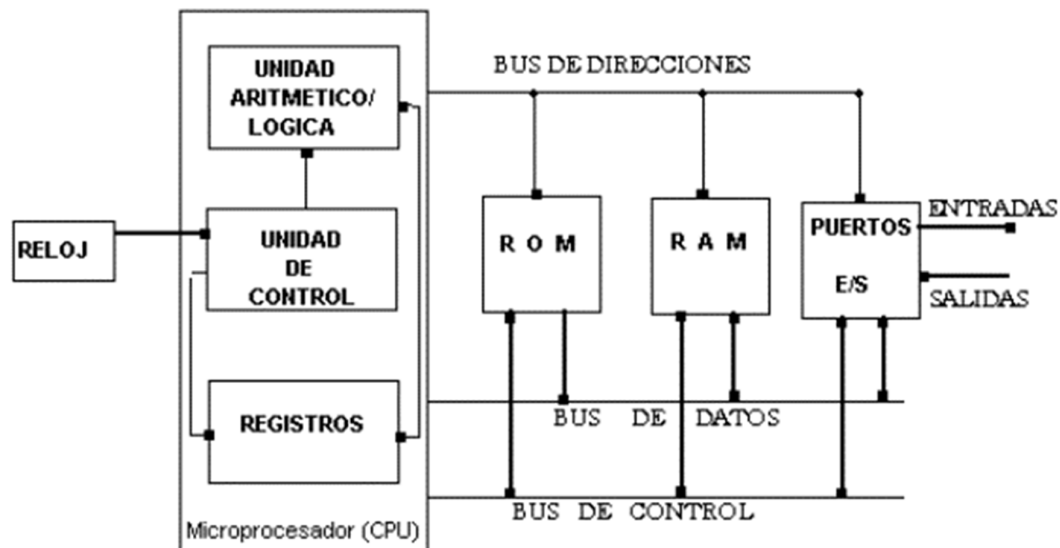 UNIDAD
ARITMETICO/
LOGICA
BUS DE DIRECCIONES
RELOJ
UNIDAD
DE
CONTROL
R O M
R A M
PUERTOS
E/S
ENTRADAS
SALIDAS
REGISTROS
BUS DE DATOS
BUS DE CONTROL
Microprocesador (CPU)